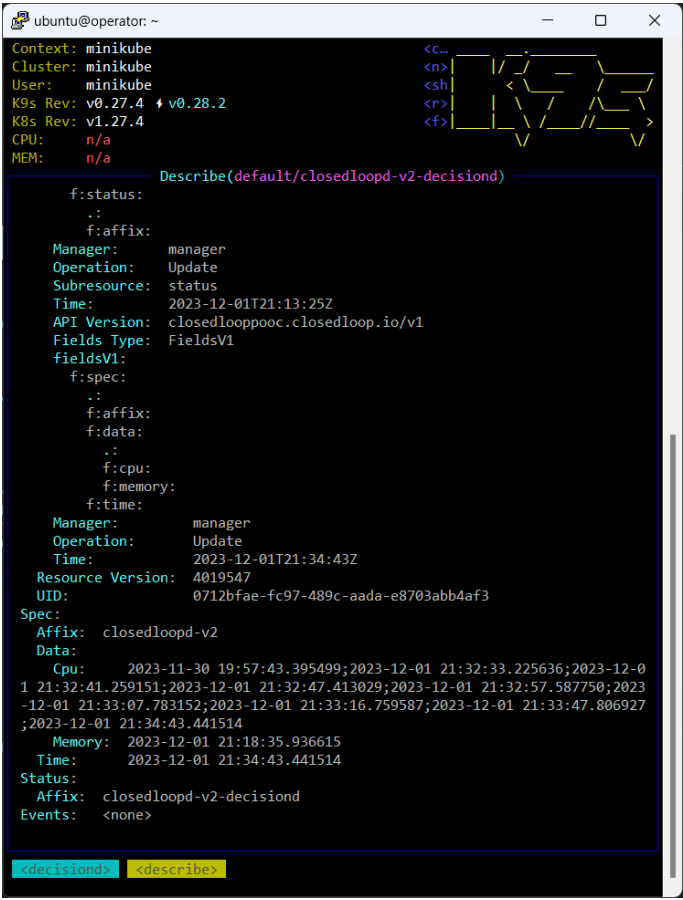 ubuntu@operator: ~
Context: minikube <c…
Cluster: minikube <n>
User: minikube <sh
K9s Rev: v0.27.4 ⚡v0.28.2 <r>
K8s Rev: v1.27.4 <f>
CPU: n/a
MEM: n/a
Describe(default/closedloopd-v2-decisiond)
f:status:
.:
f:affix:
Manager: manager
Operation: Update
Subresource: status
Time: 2023-12-01T21:13:25Z
API Version: closedlooppooc.closedloop.io/v1
Fields Type: FieldsV1
fieldsV1:
f:spec:
.:
f:affix:
f:data:
.:
f:cpu:
f:memory:
f:time:
Manager: manager
Operation: Update
Time: 2023-12-01T21:34:43Z
Resource Version: 4019547
UID: 0712bfae-fc97-489c-aada-e8703abb4af3
Spec:
Affix: closedloopd-v2
Data:
Cpu: 2023-11-30 19:57:43.395499;2023-12-01 21:32:33.225636;2023-12-0
1 21:32:41.259151;2023-12-01 21:32:47.413029;2023-12-01 21:32:57.587750;2023
-12-01 21:33:07.783152;2023-12-01 21:33:16.759587;2023-12-01 21:33:47.806927
;2023-12-01 21:34:43.441514
Memory: 2023-12-01 21:18:35.936615
Time: 2023-12-01 21:34:43.441514
Status:
Affix: closedloopd-v2-decisiond
Events: <none>
<decisiond> <describe>